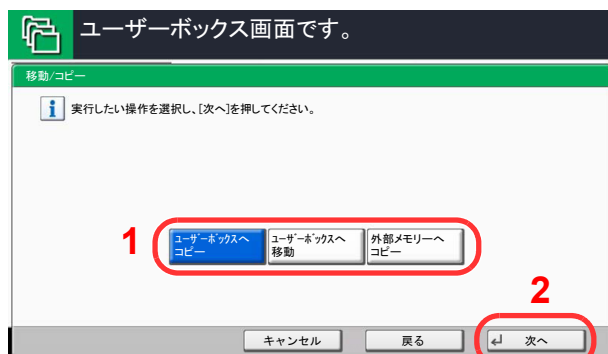 ユーザーボックス画面です。
移動/コピー
実行したい操作を選択し、[次へ]を押してください。
1
ユーザーボックスへ
コピー
ユーザーボックスへ
移動
外部メモリーへ
コピー
2
キャンセル
戻る
次へ